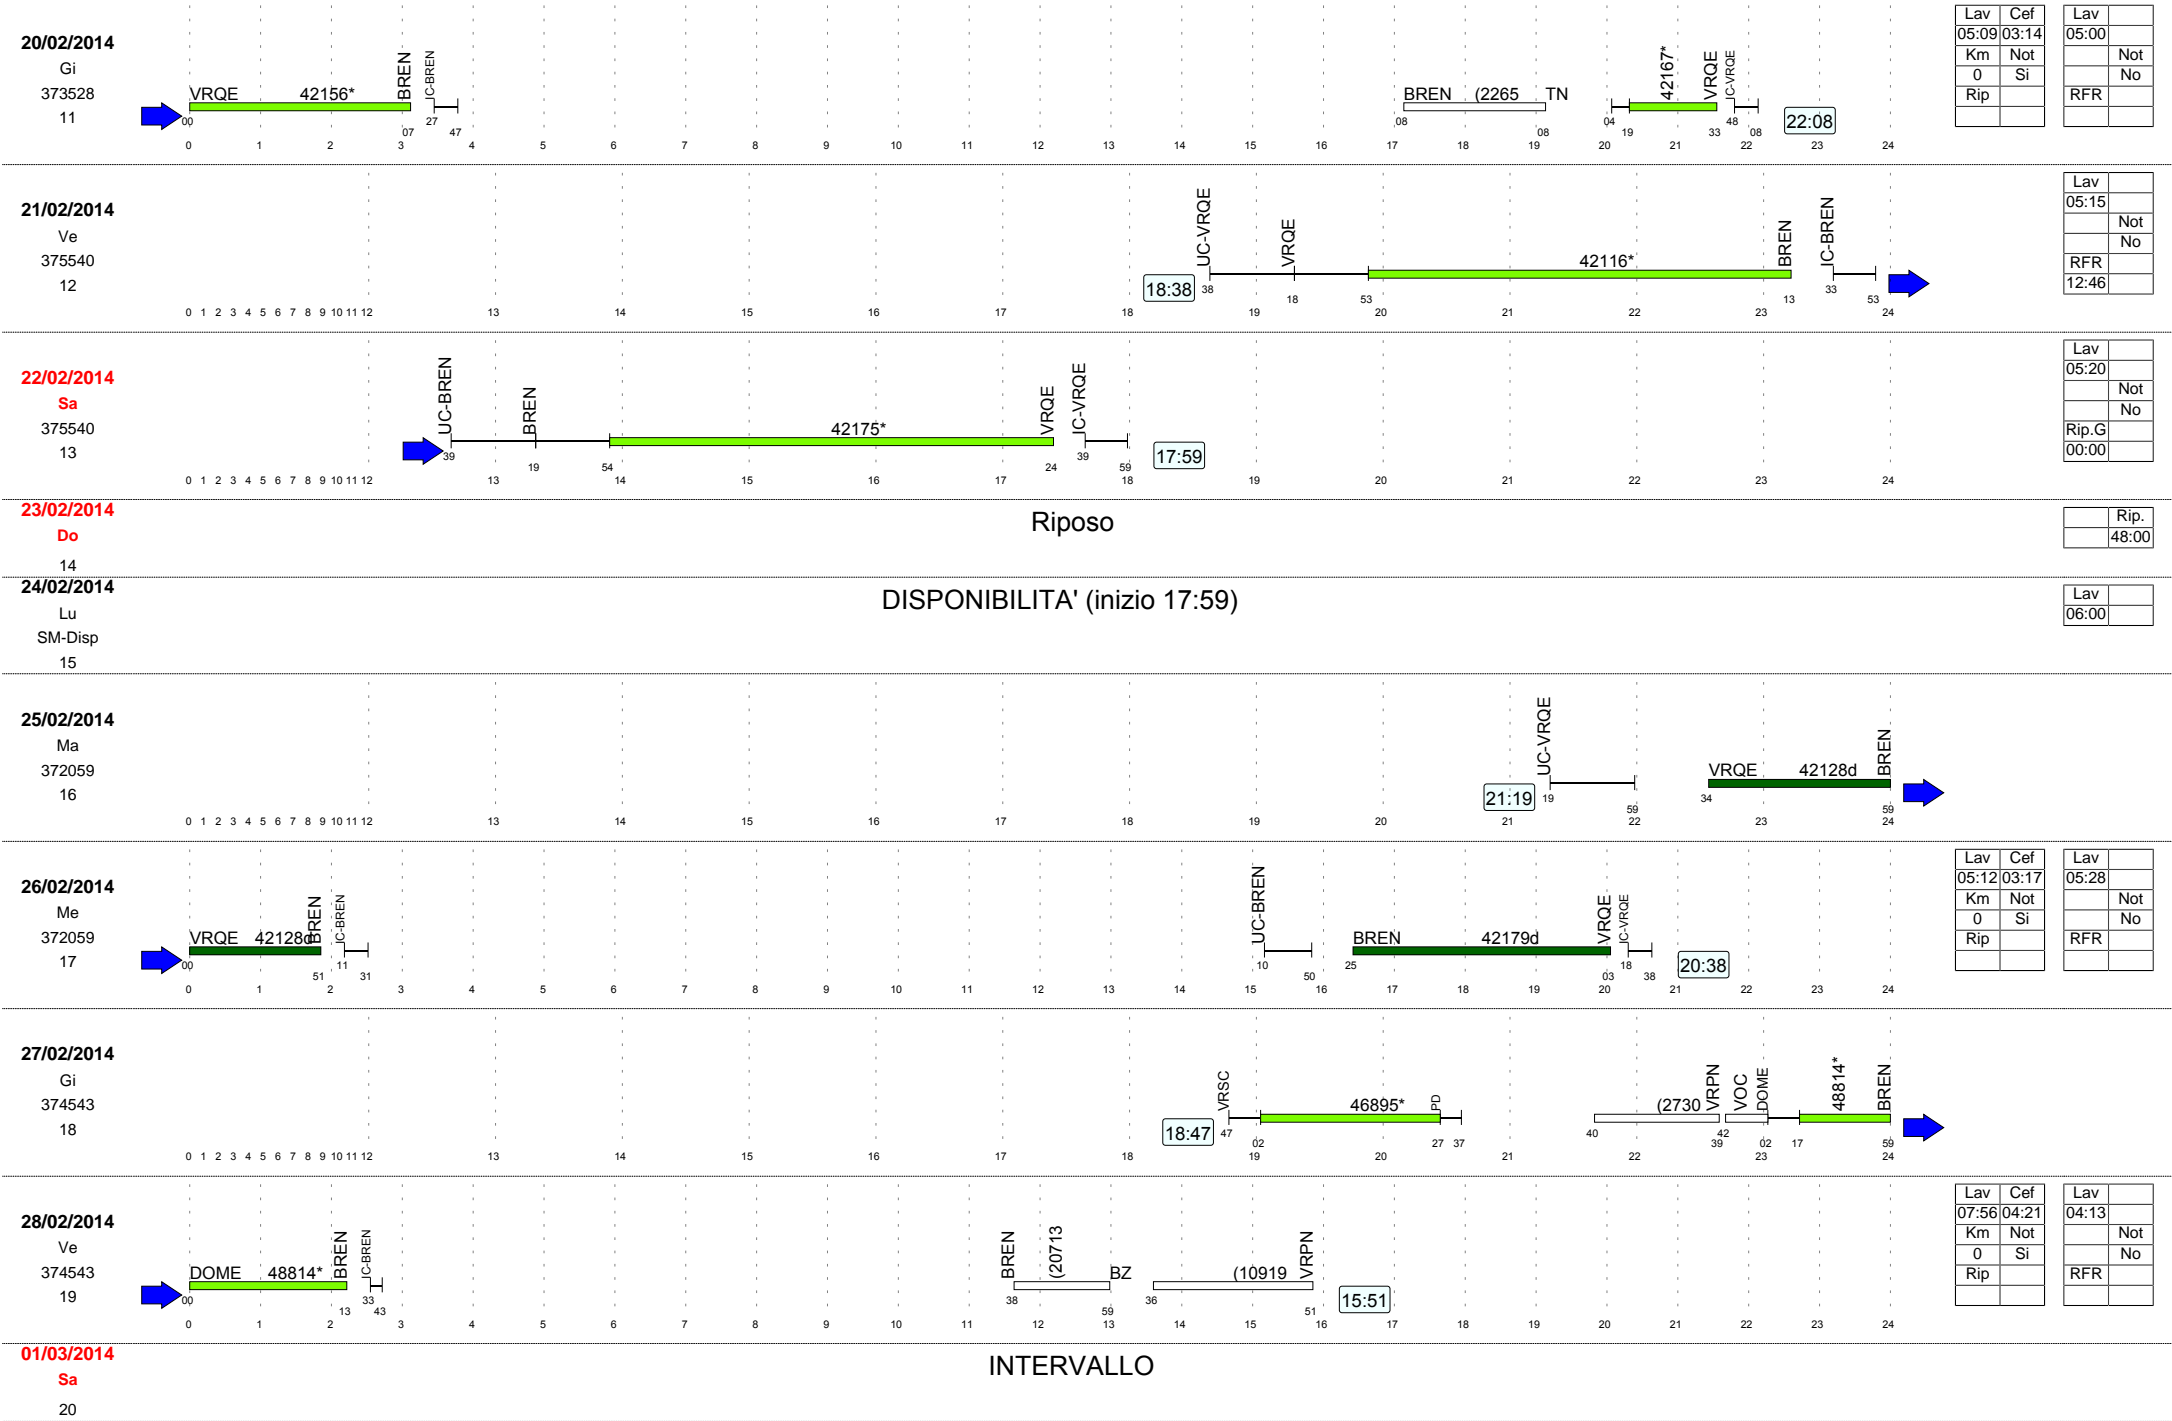 20/02/2014
Gi
373528
11
VRQE 42156* BREN IC-BREN BREN (2265 TN 42167* VRQE IC-VRQE
00 07 27 47 08 08 04 19 33 48 08 22:08
0 1 2 3 4 5 6 7 8 9 10 11 12 13 14 15 16 17 18 19 20 21 22 23 24
Lav Cef Lav
05:09 03:14 05:00
Km Not Not
0 Si No
Rip RFR
21/02/2014
Ve
375540
12
UC-VRQE VRQE 42116* BREN IC-BREN
18:38 38 18 53 13 33 53
0 1 2 3 4 5 6 7 8 9 10 11 12 13 14 15 16 17 18 19 20 21 22 23 24
Lav
05:15
Not
No
RFR
12:46
22/02/2014
Sa
375540
13
UC-BREN BREN 42175* VRQE IC-VRQE
39 19 54 24 39 59 17:59
0 1 2 3 4 5 6 7 8 9 10 11 12 13 14 15 16 17 18 19 20 21 22 23 24
Lav
05:20
Not
No
Rip.G
00:00
23/02/2014
Do
14
Riposo
Rip.
48:00
24/02/2014
Lu
SM-Disp
15
DISPONIBILITA' (inizio 17:59)
Lav
06:00
25/02/2014
Ma
372059
16
UC-VRQE VRQE 42128d BREN
21:19 19 59 34 59
0 1 2 3 4 5 6 7 8 9 10 11 12 13 14 15 16 17 18 19 20 21 22 23 24
26/02/2014
Me
372059
17
VRQE 42128d BREN IC-BREN UC-BREN BREN 42179d VRQE IC-VRQE
00 51 11 31 10 50 25 03 18 38 20:38
0 1 2 3 4 5 6 7 8 9 10 11 12 13 14 15 16 17 18 19 20 21 22 23 24
Lav Cef Lav
05:12 03:17 05:28
Km Not Not
0 Si No
Rip RFR
27/02/2014
Gi
374543
18
VRSC 46895* PD (2730 VRPN VOC DOME 48814* BREN
18:47 47 02 27 37 40 39 42 02 17 59
0 1 2 3 4 5 6 7 8 9 10 11 12 13 14 15 16 17 18 19 20 21 22 23 24
28/02/2014
Ve
374543
19
DOME 48814* BREN IC-BREN BREN (20713 BZ (10919 VRPN
00 13 33 43 38 59 36 51 15:51
0 1 2 3 4 5 6 7 8 9 10 11 12 13 14 15 16 17 18 19 20 21 22 23 24
Lav Cef Lav
07:56 04:21 04:13
Km Not Not
0 Si No
Rip RFR
01/03/2014
Sa
20
INTERVALLO